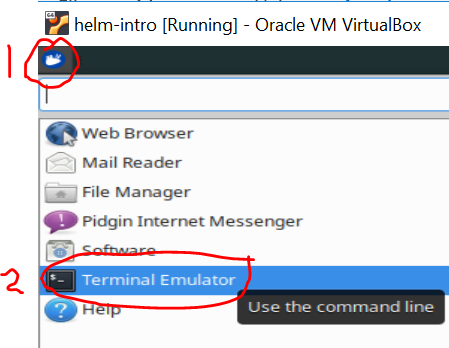 helm-intro [Running] - Oracle VM VirtualBox
1
Web Browser
Mail Reader
File Manager
Pidgin Internet Messenger
Software
2 Terminal Emulator
Use the command line
Help